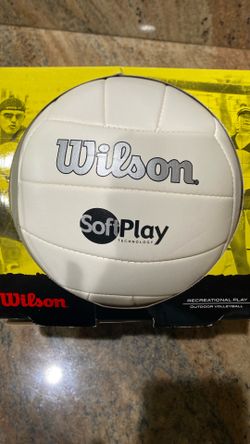 Wilson.
SoftPlay
TECHNOLOGY
Wilson
RECREATIONAL PLAY
OUTDOOR VOLLEYBALL